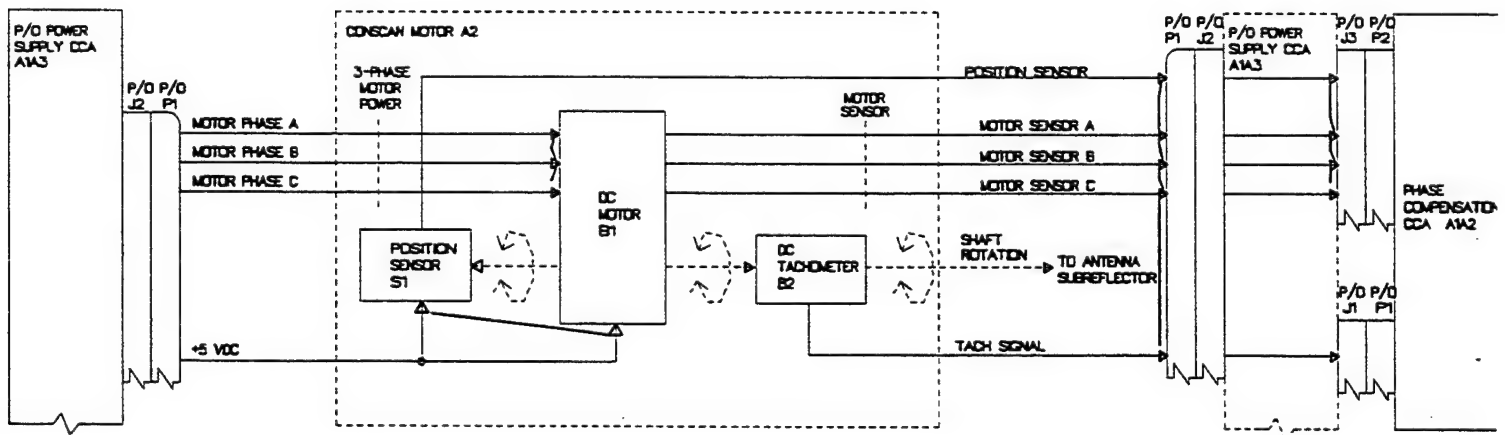 P/O POWER
SUPPLY CCA
A1A3
P/O P/O
J2 P1
MOTOR PHASE A
MOTOR PHASE B
MOTOR PHASE C
+5 VDC
CONSCAN MOTOR A2
3-PHASE
MOTOR
POWER
POSITION
SENSOR
S1
DC
MOTOR
B1
MOTOR
SENSOR
DC
TACHOMETER
B2
POSITION SENSOR
MOTOR SENSOR A
MOTOR SENSOR B
MOTOR SENSOR C
SHAFT
ROTATION
TO ANTENNA
SUBREFLECTOR
TACH SIGNAL
P/O P/O
P1 J2
P/O POWER
SUPPLY CCA
A1A3
P/O P/O
J3 P2
P/O P/O
J1 P1
PHASE
COMPENSATION
CCA A1A2